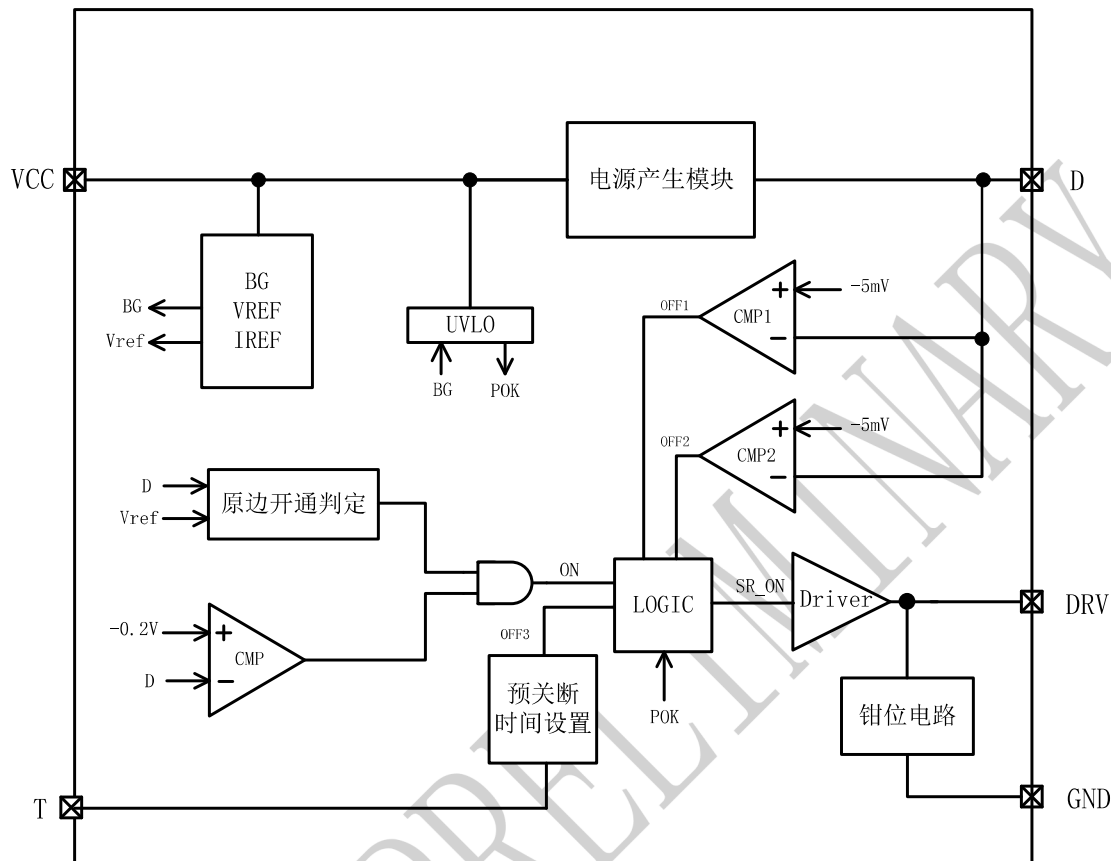 VCC
电源产生模块
D
BG
VREF
IREF
BG
Vref
UVLO
BG
POK
OFF1
CMP1
+
−
-5mV
OFF2
CMP2
+
−
-5mV
D
Vref
原边开通判定
ON
-0.2V
D
+
−
CMP
OFF3
LOGIC
POK
SR_ON
Driver
DRV
预关断
时间设置
钳位电路
T
GND
PRELIMINARY